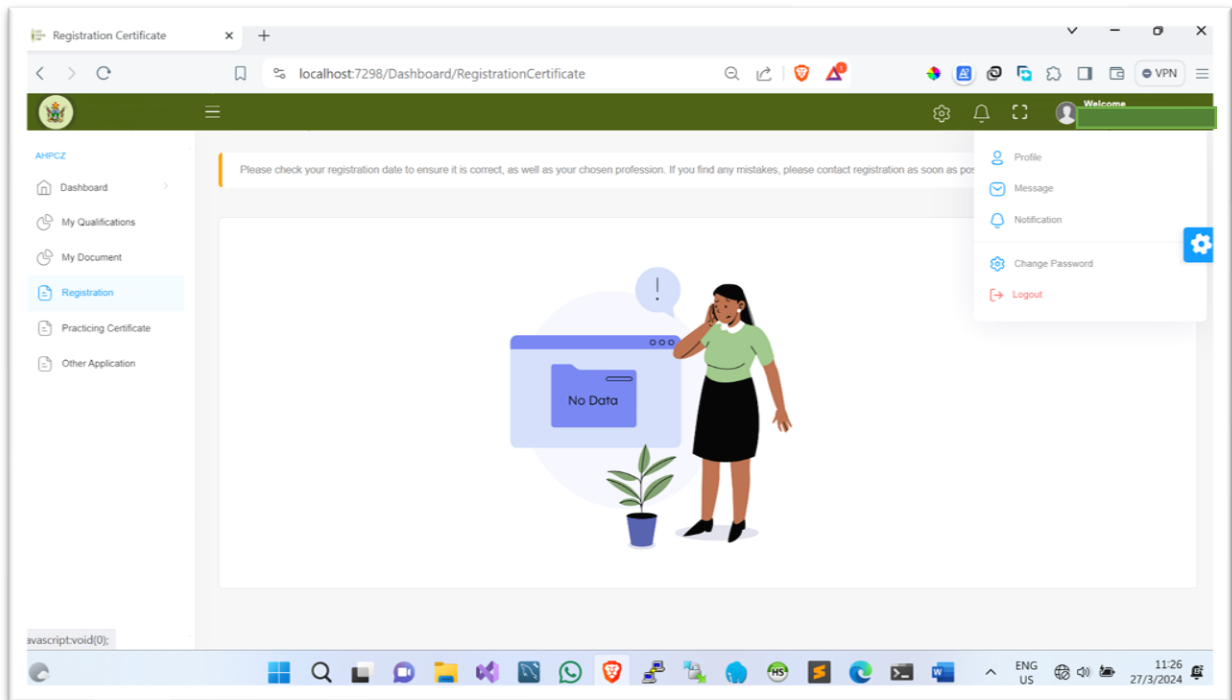 Registration Certificate
localhost:7298/Dashboard/RegistrationCertificate
1
VPN
Welcome
AHPCZ
Dashboard
My Qualifications
My Document
Registration
Practicing Certificate
Other Application
Please check your registration date to ensure it is correct, as well as your chosen profession. If you find any mistakes, please contact registration as soon as pos
Profile
Message
Notification
Change Password
Logout
!
No Data
avascript:void(0);
HS
ENG
US
11:26
27/3/2024